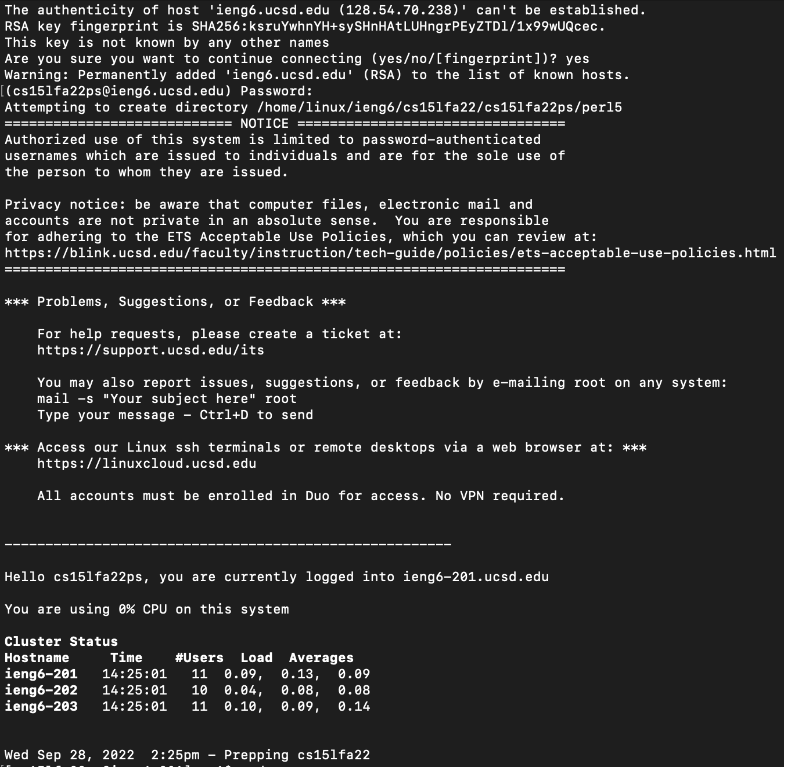 The authenticity of host 'ieng6.ucsd.edu (128.54.70.238)' can't be established.
RSA key fingerprint is SHA256:ksruYwhnYH+sySHnHAtLUHngrPEyZTDl/1x99wUQcec.
This key is not known by any other names
Are you sure you want to continue connecting (yes/no/[fingerprint])? yes
Warning: Permanently added 'ieng6.ucsd.edu' (RSA) to the list of known hosts.
[(cs15lfa22ps@ieng6.ucsd.edu) Password:
Attempting to create directory /home/linux/ieng6/cs15lfa22/cs15lfa22ps/perl5
============================ NOTICE =================================
Authorized use of this system is limited to password-authenticated
usernames which are issued to individuals and are for the sole use of
the person to whom they are issued.
Privacy notice: be aware that computer files, electronic mail and
accounts are not private in an absolute sense.  You are responsible
for adhering to the ETS Acceptable Use Policies, which you can review at:
https://blink.ucsd.edu/faculty/instruction/tech-guide/policies/ets-acceptable-use-policies.html
=====================================================================
*** Problems, Suggestions, or Feedback ***
For help requests, please create a ticket at:
https://support.ucsd.edu/its
You may also report issues, suggestions, or feedback by e-mailing root on any system:
mail -s "Your subject here" root
Type your message - Ctrl+D to send
*** Access our Linux ssh terminals or remote desktops via a web browser at: ***
https://linuxcloud.ucsd.edu
All accounts must be enrolled in Duo for access. No VPN required.
-------------------------------------------------------
Hello cs15lfa22ps, you are currently logged into ieng6-201.ucsd.edu
You are using 0% CPU on this system
Cluster Status
Hostname     Time    #Users  Load  Averages
ieng6-201   14:25:01   11  0.09,  0.13,  0.09
ieng6-202   14:25:01   10  0.04,  0.08,  0.08
ieng6-203   14:25:01   11  0.10,  0.09,  0.14
Wed Sep 28, 2022  2:25pm - Prepping cs15lfa22